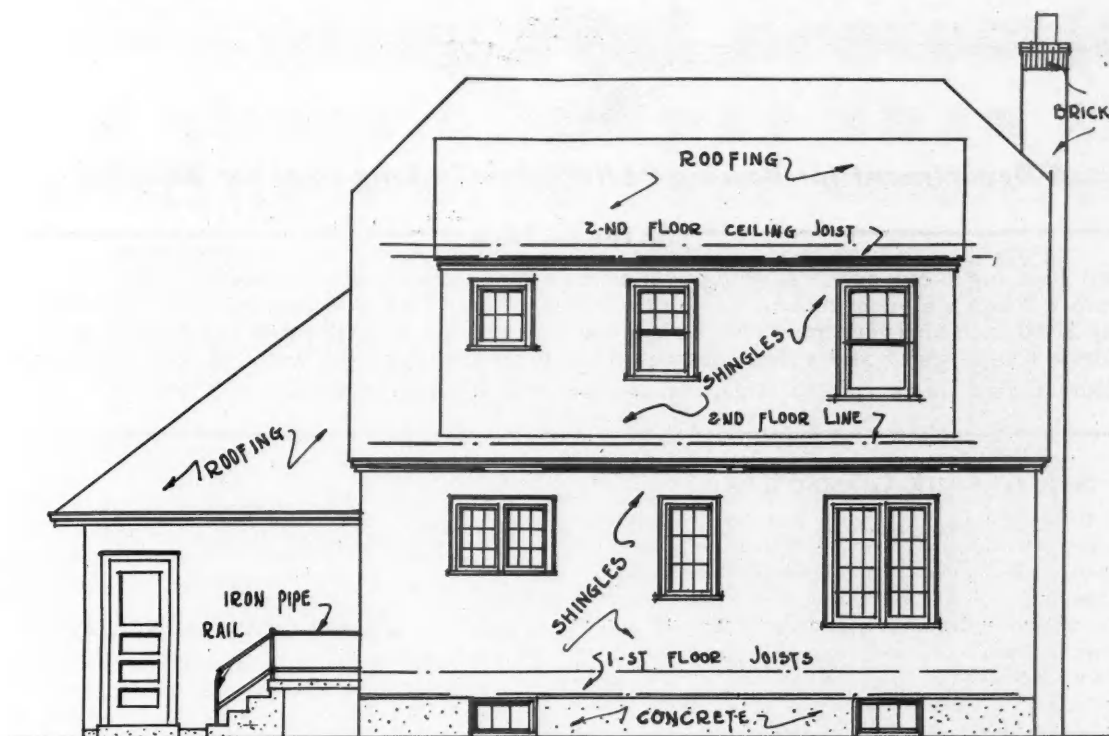 BRICK
ROOFING
2-ND FLOOR CEILING JOIST
SHINGLES
2ND FLOOR LINE
ROOFING
SHINGLES
IRON PIPE
RAIL
1-ST FLOOR JOISTS
CONCRETE